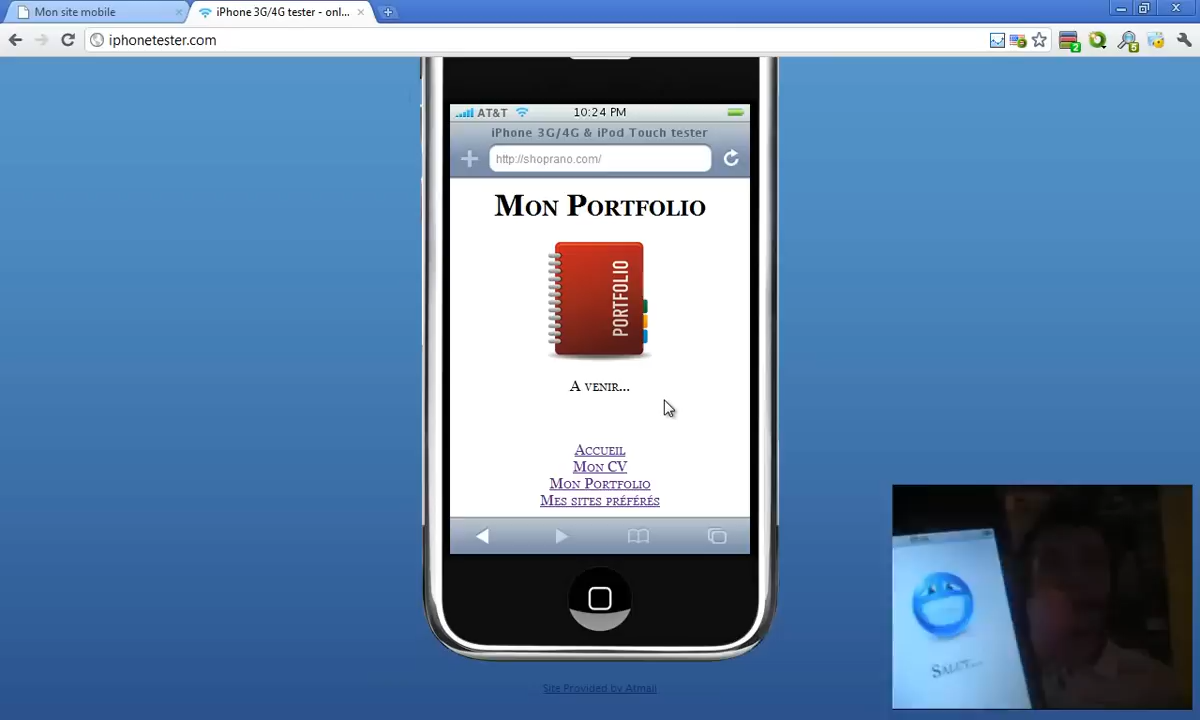 Mon site mobile
iPhone 3G/4G tester - onl...
iphonetester.com
AT&T
10:24 PM
iPhone 3G/4G & iPod Touch tester
http://shoprano.com/
Mon Portfolio
PORTFOLIO
A venir...
Accueil
Mon CV
Mon Portfolio
Mes sites préférés
Salut...
Site Provided by Atmail